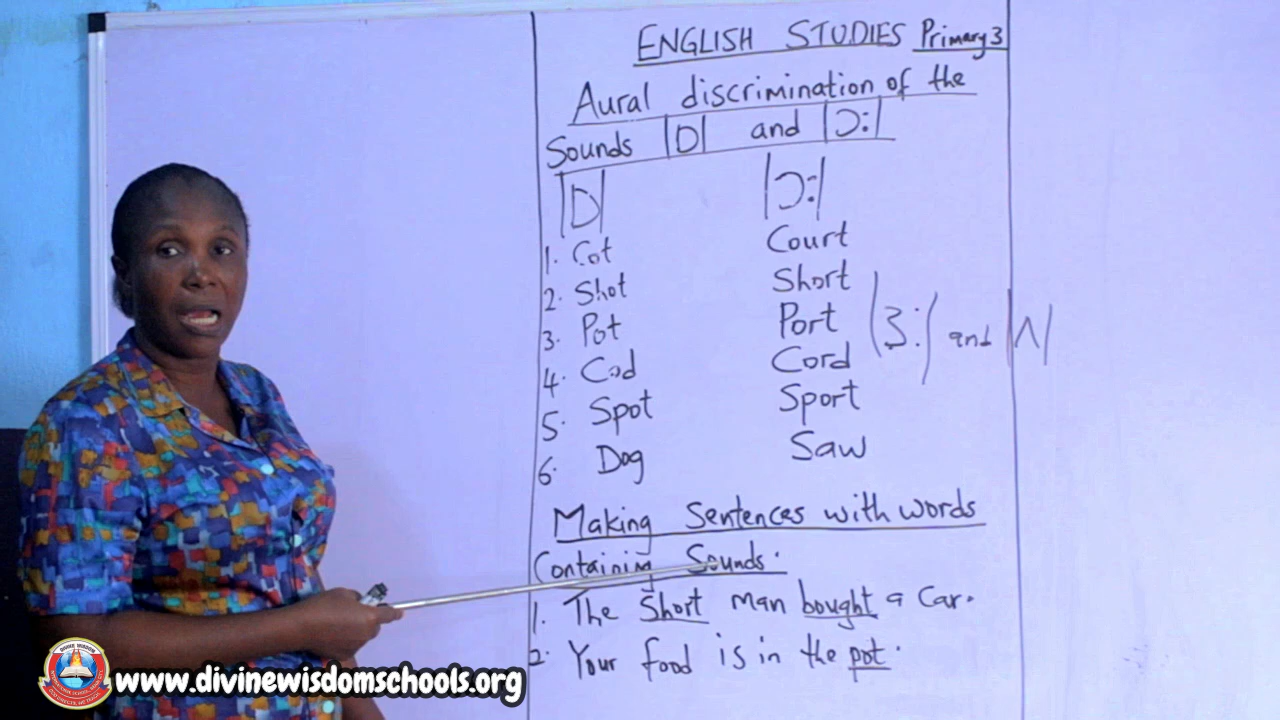 ENGLISH STUDIES Primary 3
Aural discrimination of the
Sounds |ɒ| and |ɔ:|
|ɒ| |ɔ:|
1. Cot Court
2. Shot Short
3. Pot Port |3:| and |ʌ|
4. Cod Cord
5. Spot Sport
6. Dog Saw
Making Sentences with words
Containing Sounds.
1. The Short man bought a Car.
2. Your food is in the pot.
www.divinewisdomschools.org